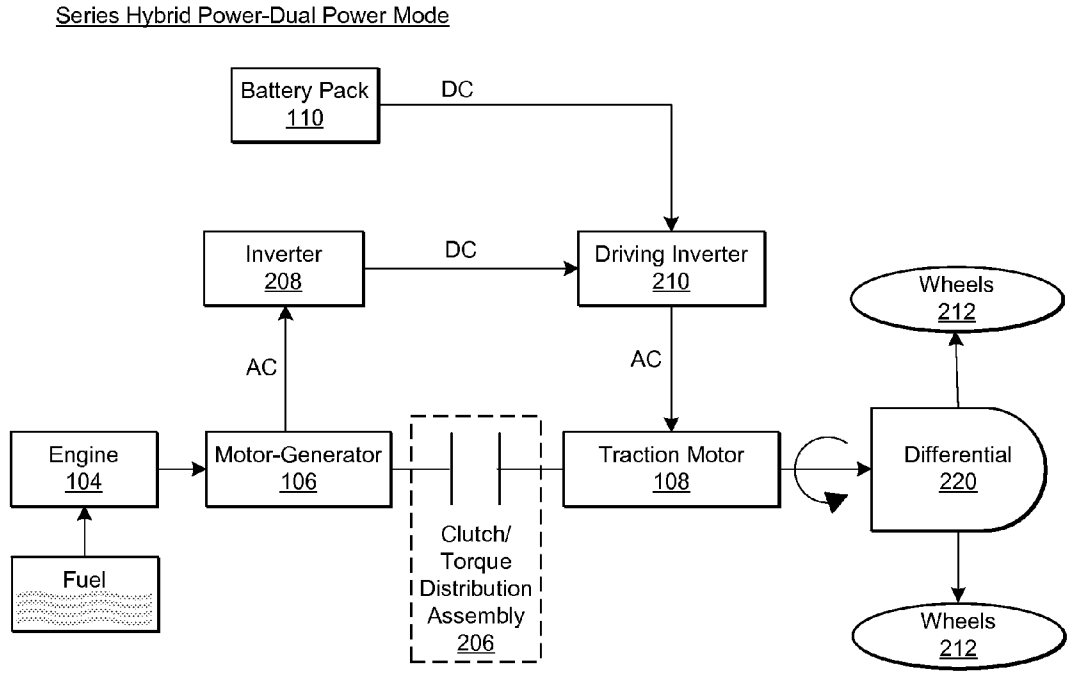 Series Hybrid Power-Dual Power Mode
Battery Pack
110
DC
Inverter
208
DC
Driving Inverter
210
Wheels
212
AC
AC
Engine
104
Motor-Generator
106
Traction Motor
108
Differential
220
Clutch/
Torque
Distribution
Assembly
206
Fuel
Wheels
212